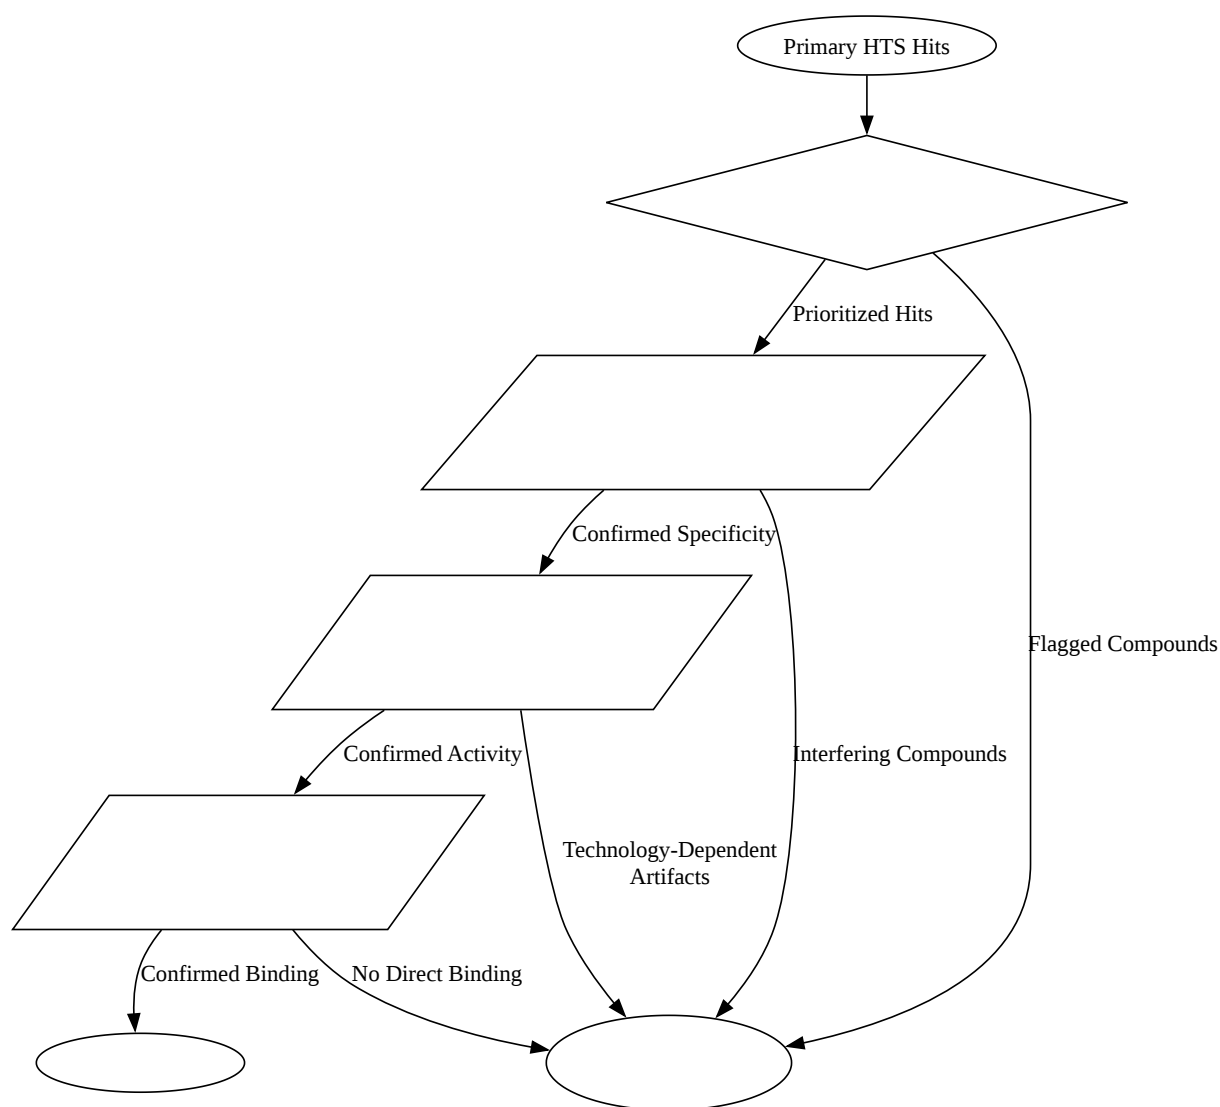 Primary HTS Hits
Prioritized Hits
Confirmed Specificity
Flagged Compounds
Confirmed Activity
Interfering Compounds
Technology-Dependent
Artifacts
Confirmed Binding
No Direct Binding